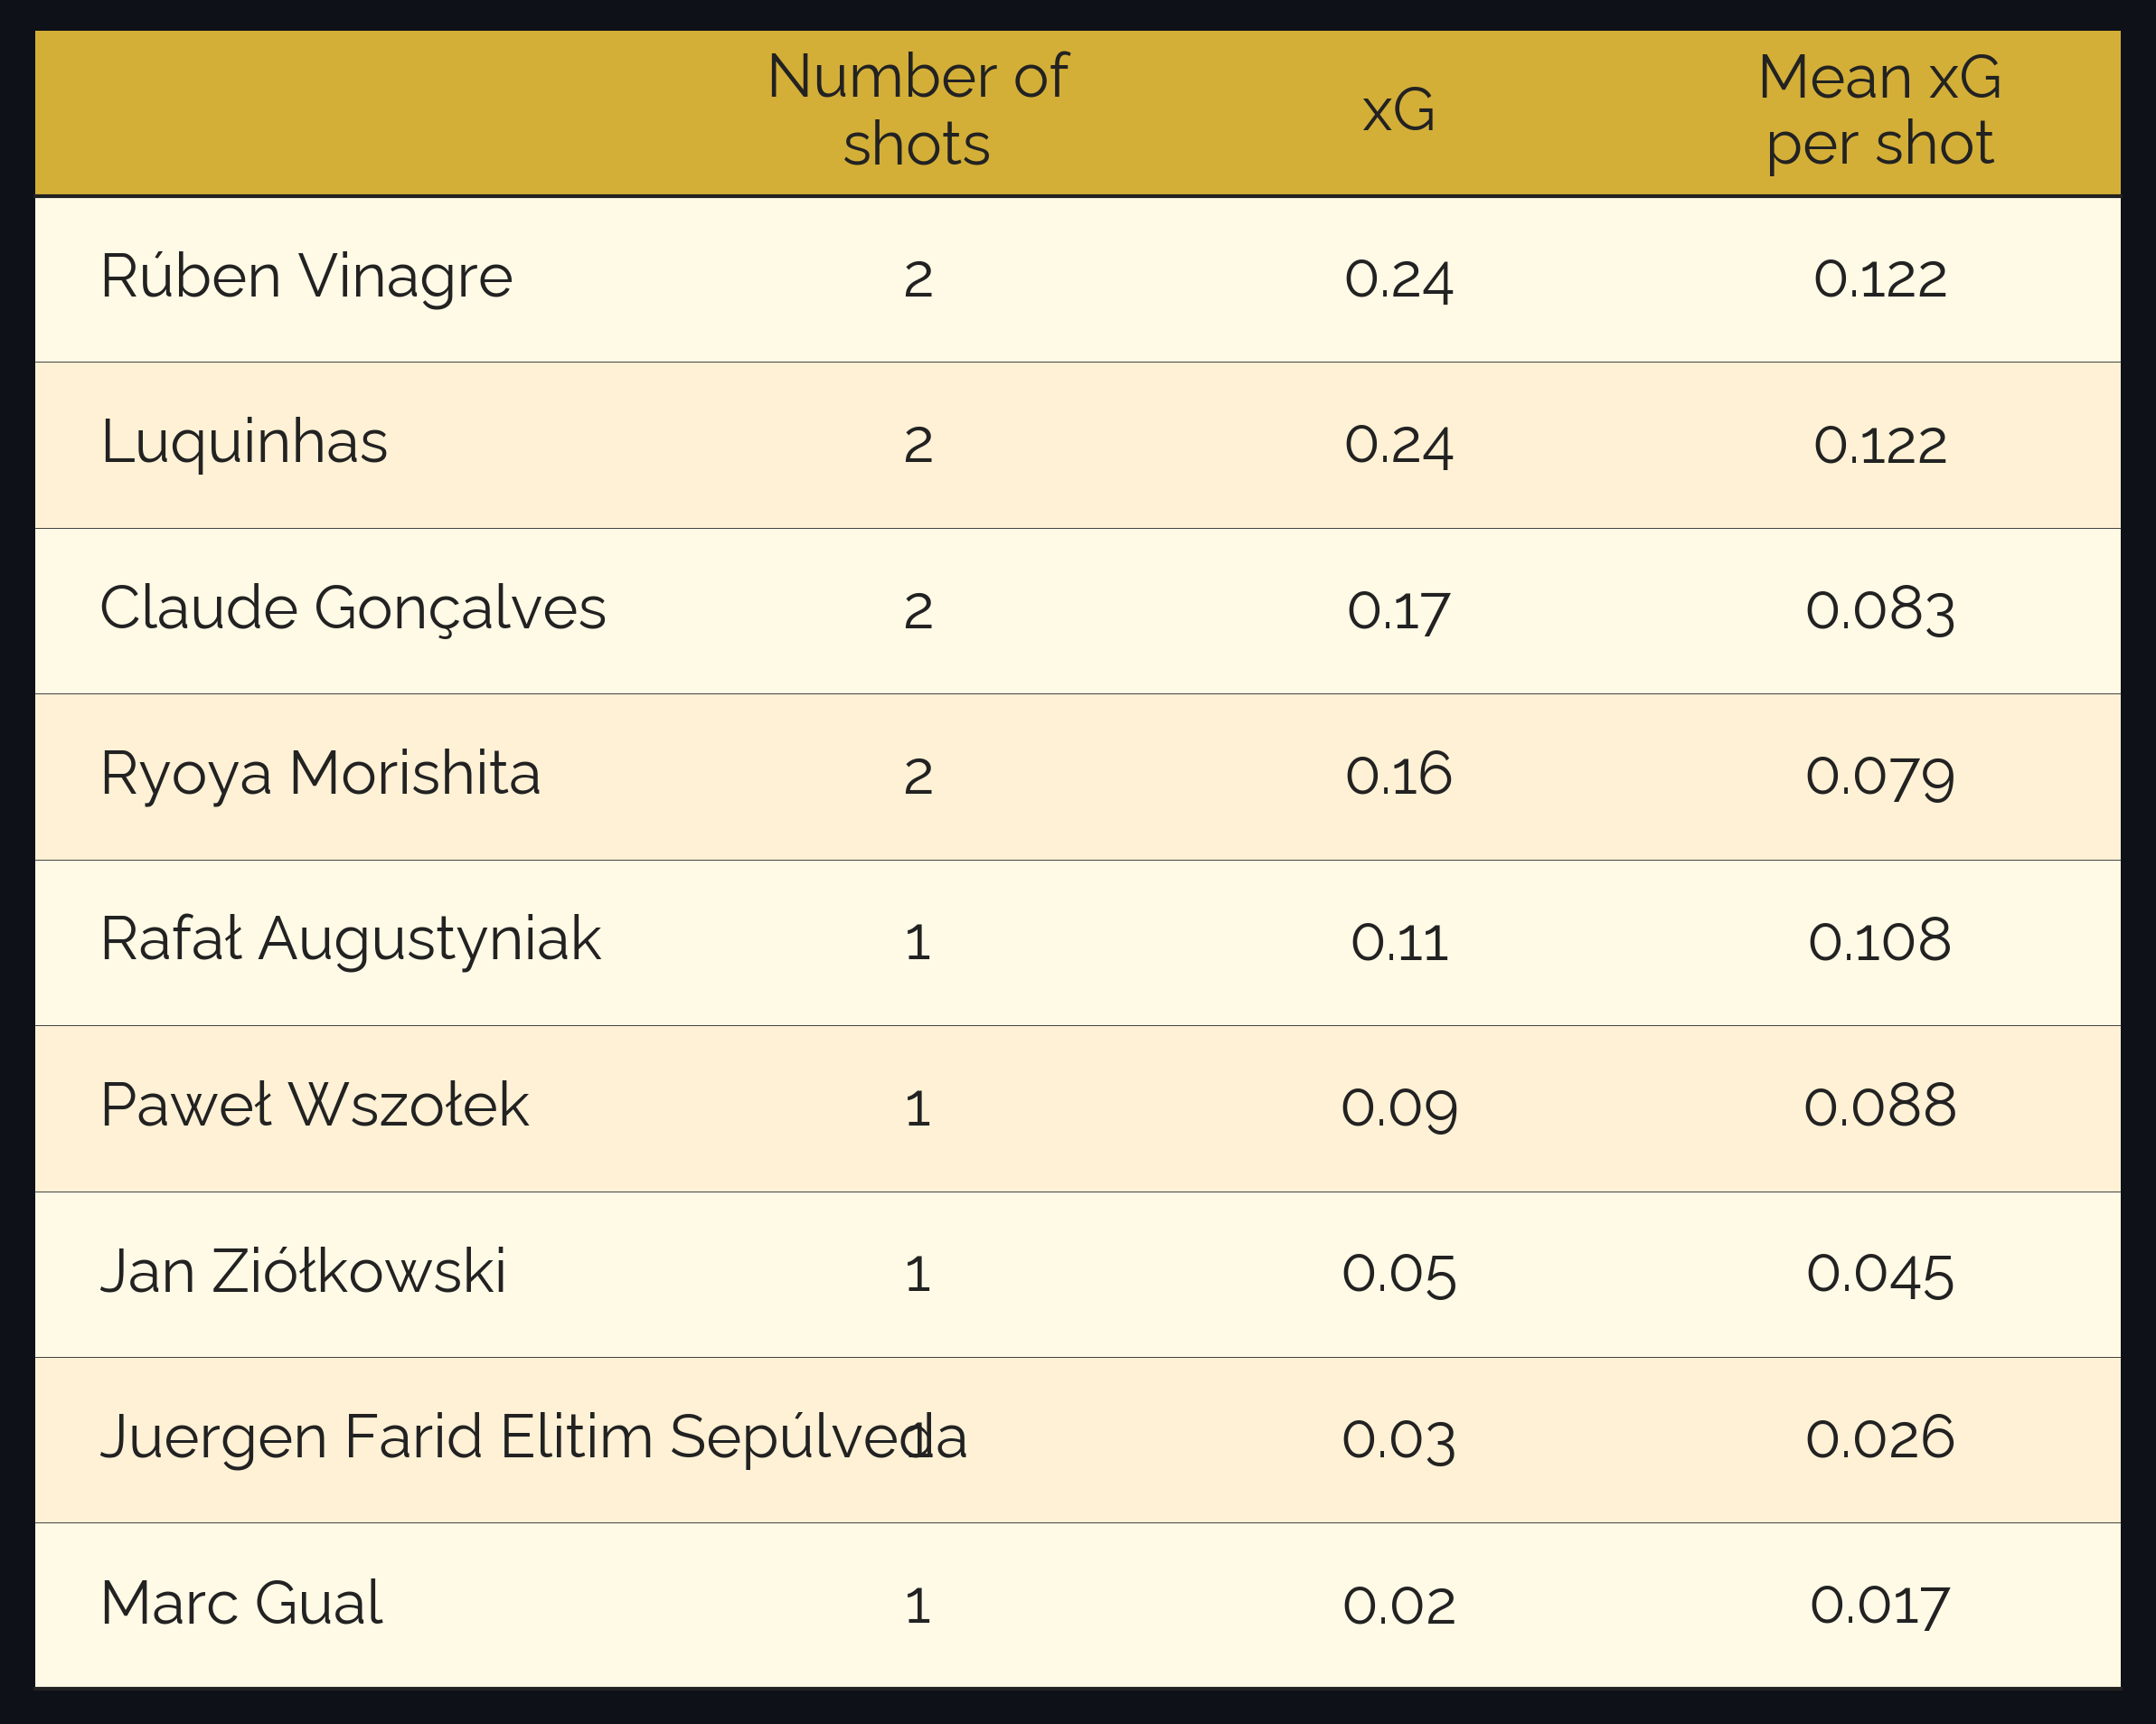 Number of shots xG Mean xG per shot
Rúben Vinagre 2 0.24 0.122
Luquinhas 2 0.24 0.122
Claude Gonçalves 2 0.17 0.083
Ryoya Morishita 2 0.16 0.079
Rafał Augustyniak 1 0.11 0.108
Paweł Wszołek 1 0.09 0.088
Jan Ziółkowski 1 0.05 0.045
Juergen Farid Elitim Sepúlveda 1 0.03 0.026
Marc Gual 1 0.02 0.017